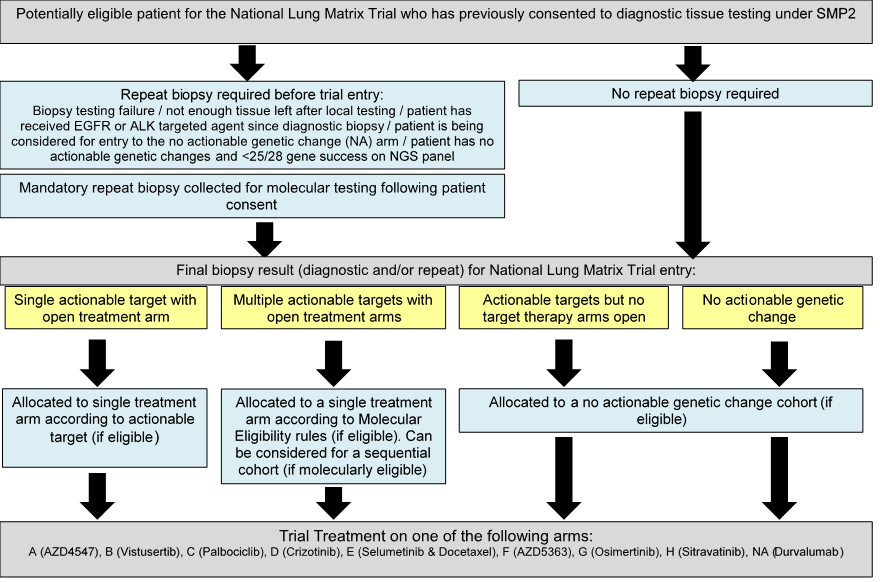 Potentially eligible patient for the National Lung Matrix Trial who has previously consented to diagnostic tissue testing under SMP2
Repeat biopsy required before trial entry:
Biopsy testing failure / not enough tissue left after local testing / patient has
received EGFR or ALK targeted agent since diagnostic biopsy / patient is being
considered for entry to the no actionable genetic change (NA) arm / patient has no
actionable genetic changes and <25/28 gene success on NGS panel
No repeat biopsy required
Mandatory repeat biopsy collected for molecular testing following patient
consent
Final biopsy result (diagnostic and/or repeat) for National Lung Matrix Trial entry:
Single actionable target with
open treatment arm
Multiple actionable targets with
open treatment arms
Actionable targets but no
target therapy arms open
No actionable genetic
change
Allocated to single treatment
arm according to actionable
target (if eligible)
Allocated to a single treatment
arm according to Molecular
Eligibility rules (if eligible). Can
be considered for a sequential
cohort (if molecularly eligible)
Allocated to a no actionable genetic change cohort (if
eligible)
Trial Treatment on one of the following arms:
A (AZD4547), B (Vistusertib), C (Palbociclib), D (Crizotinib), E (Selumetinib & Docetaxel), F (AZD5363), G (Osimertinib), H (Sitravatinib), NA (Durvalumab)